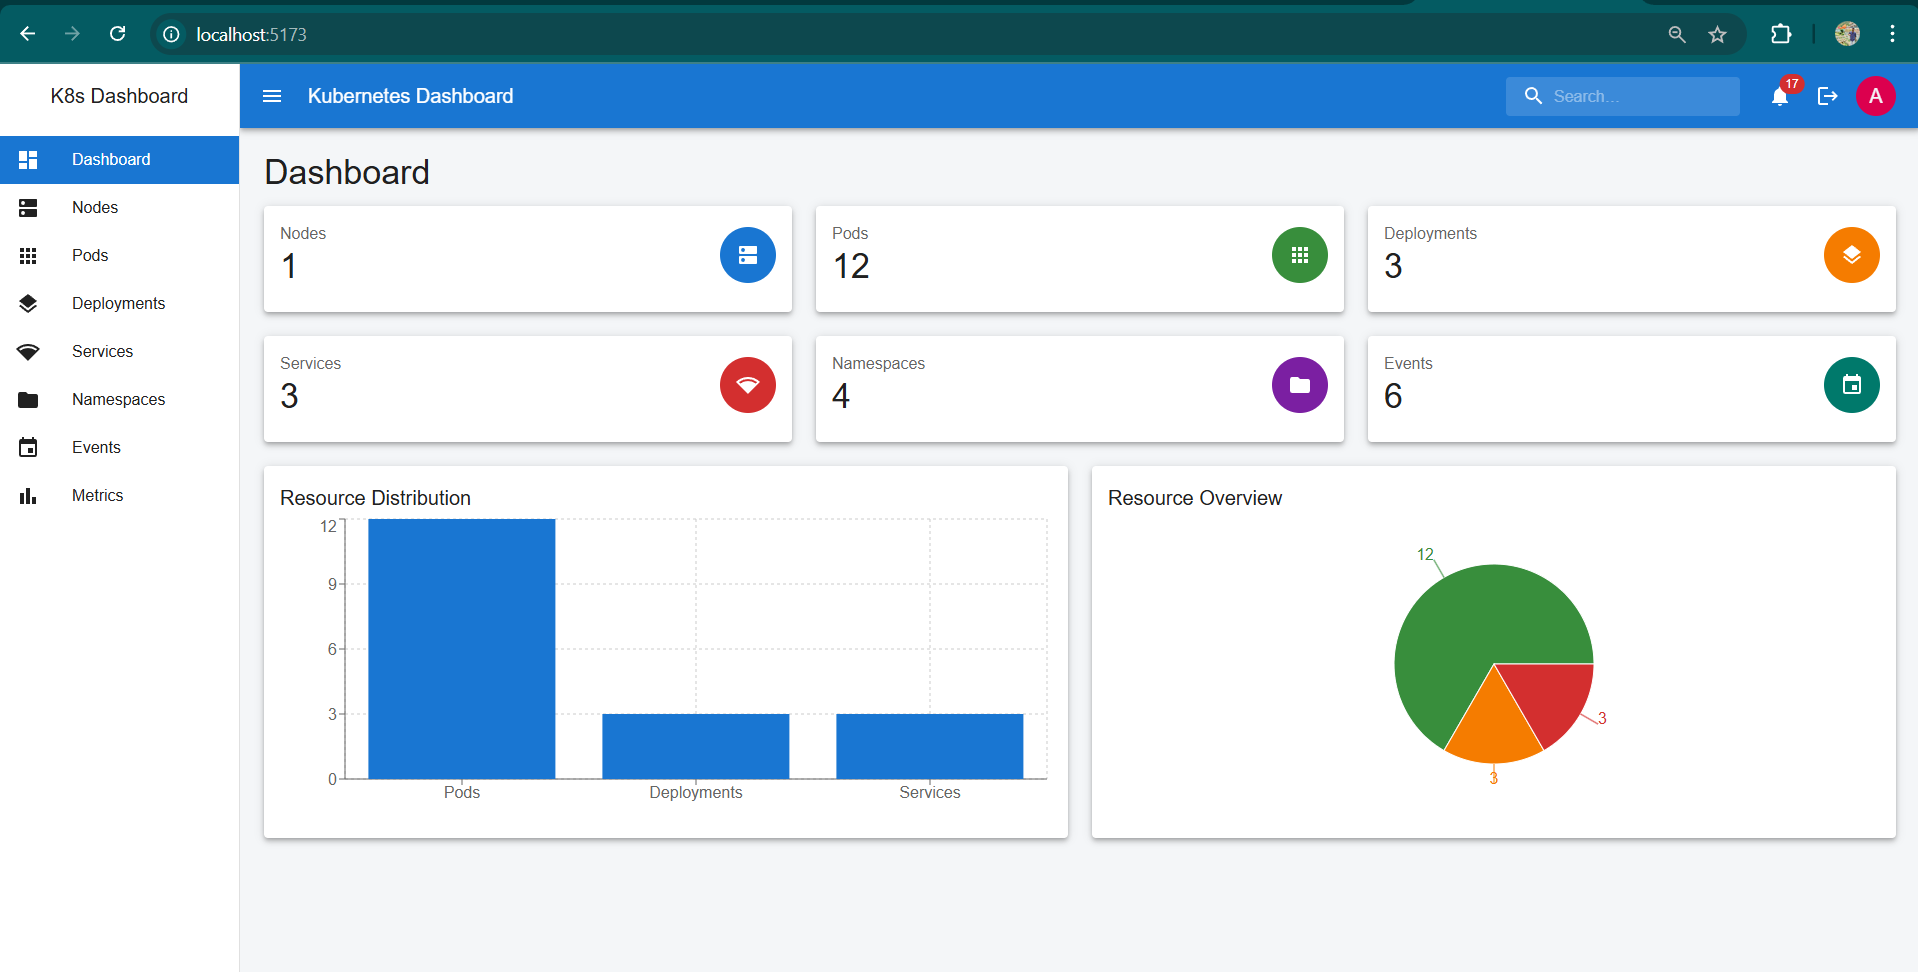 localhost:5173
K8s Dashboard
Kubernetes Dashboard
Search...
17
A
Dashboard
Nodes
Pods
Deployments
Services
Namespaces
Events
Metrics
Dashboard
Nodes
1
Pods
12
Deployments
3
Services
3
Namespaces
4
Events
6
Resource Distribution
12
9
6
3
0
Pods
Deployments
Services
Resource Overview
12
3
3